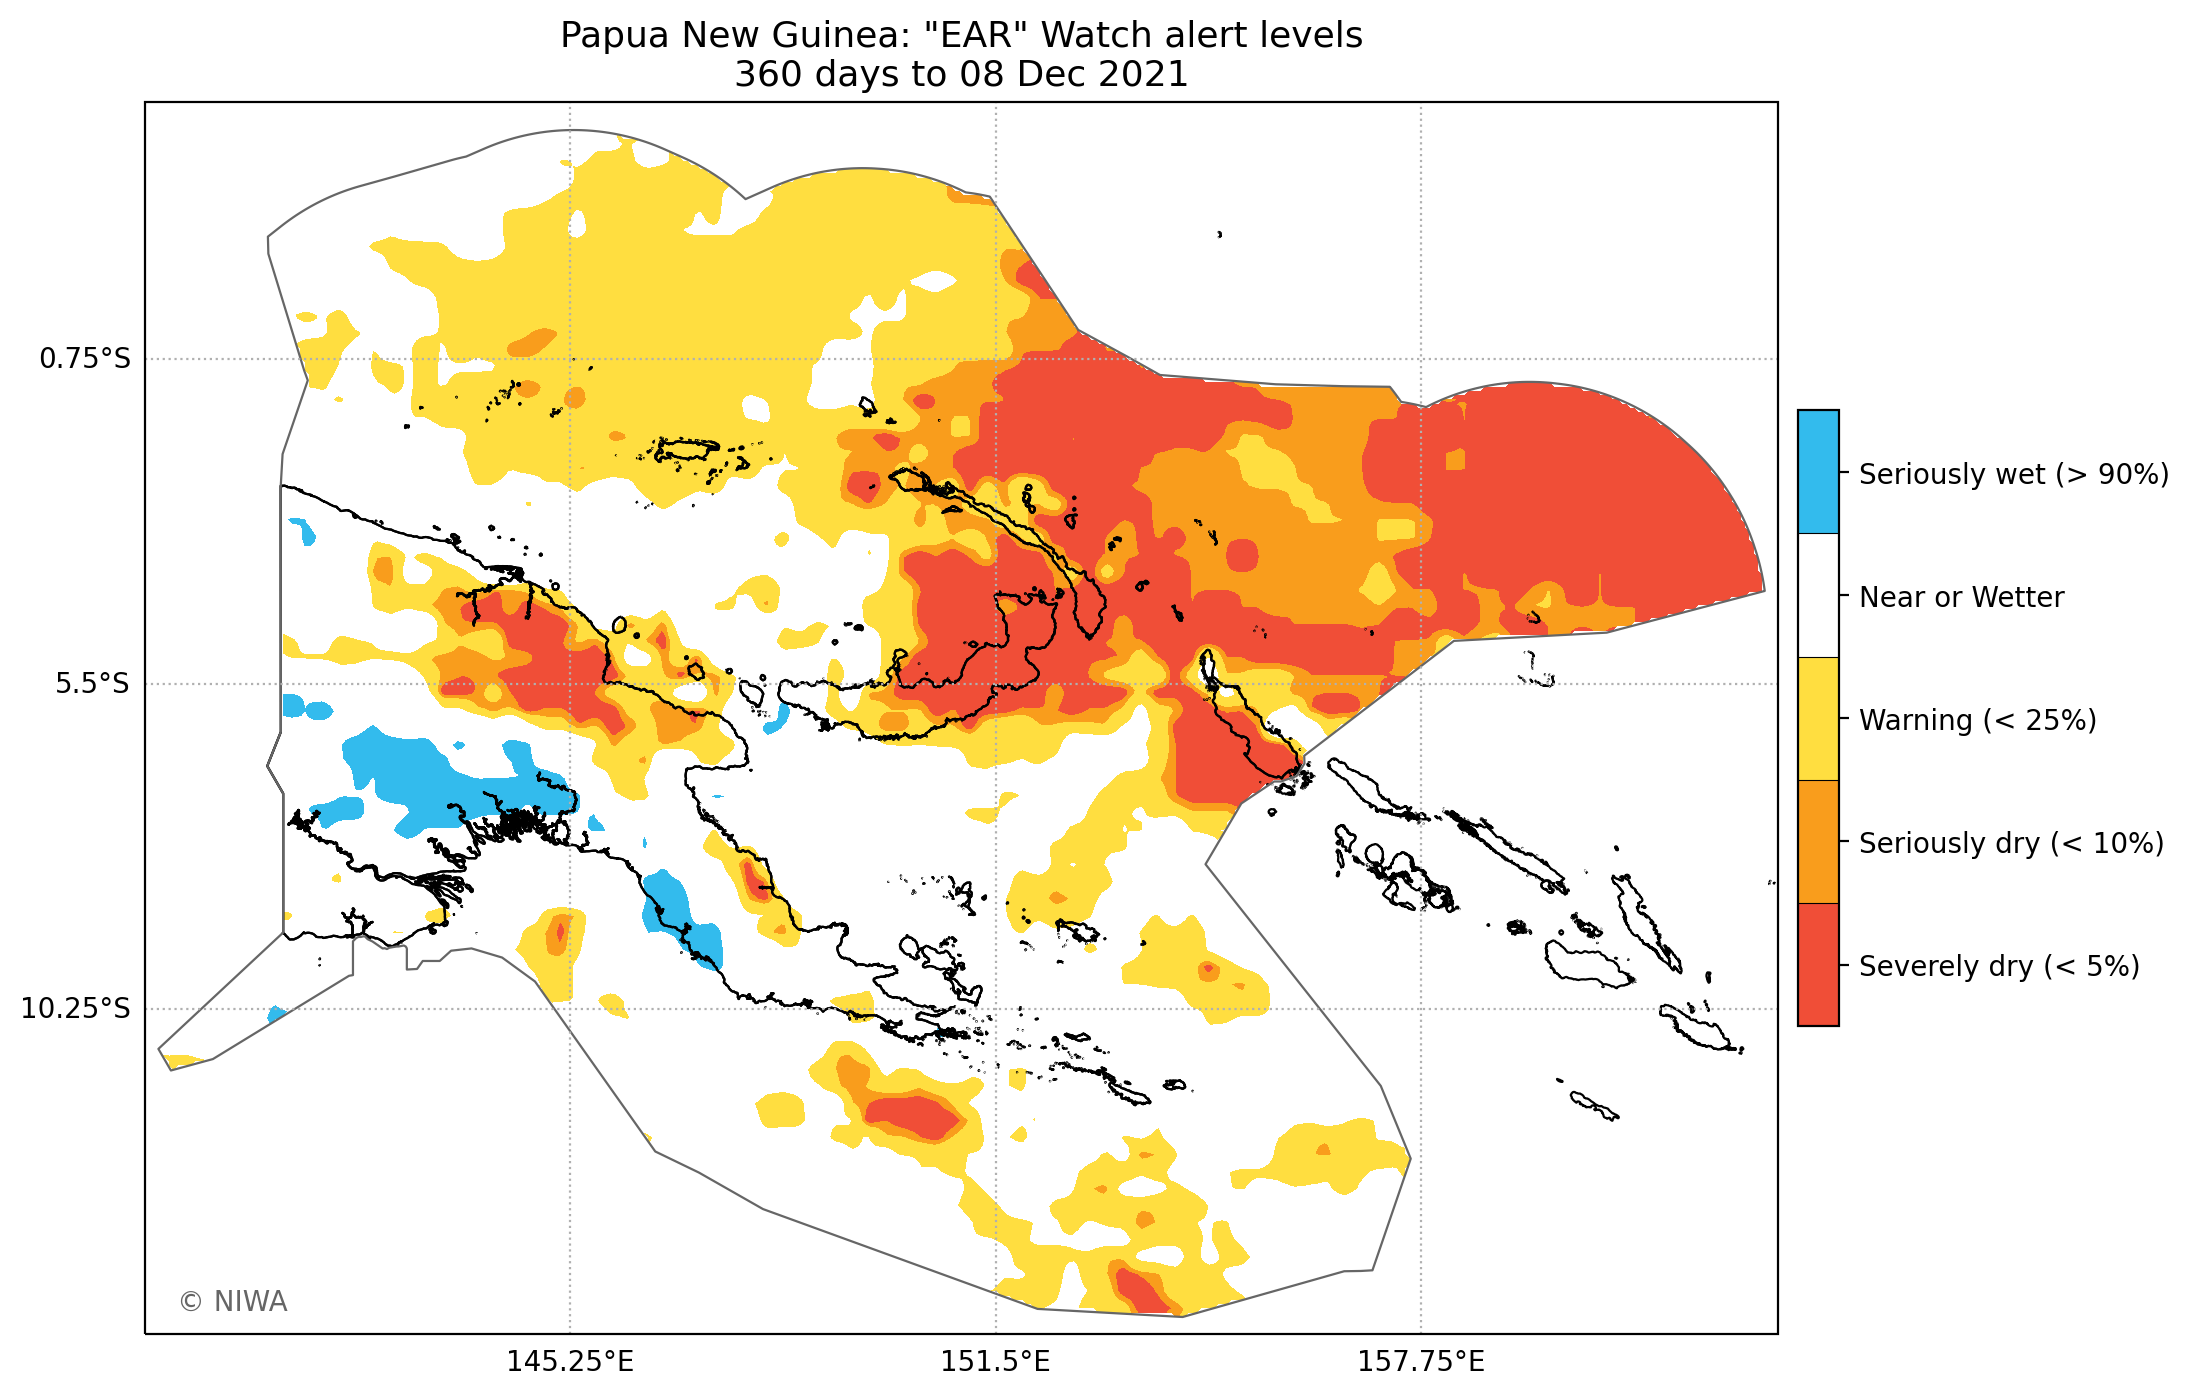 Papua New Guinea: "EAR" Watch alert levels
360 days to 08 Dec 2021
0.75°S
5.5°S
10.25°S
145.25°E
151.5°E
157.75°E
© NIWA
Seriously wet (> 90%)
Near or Wetter
Warning (< 25%)
Seriously dry (< 10%)
Severely dry (< 5%)